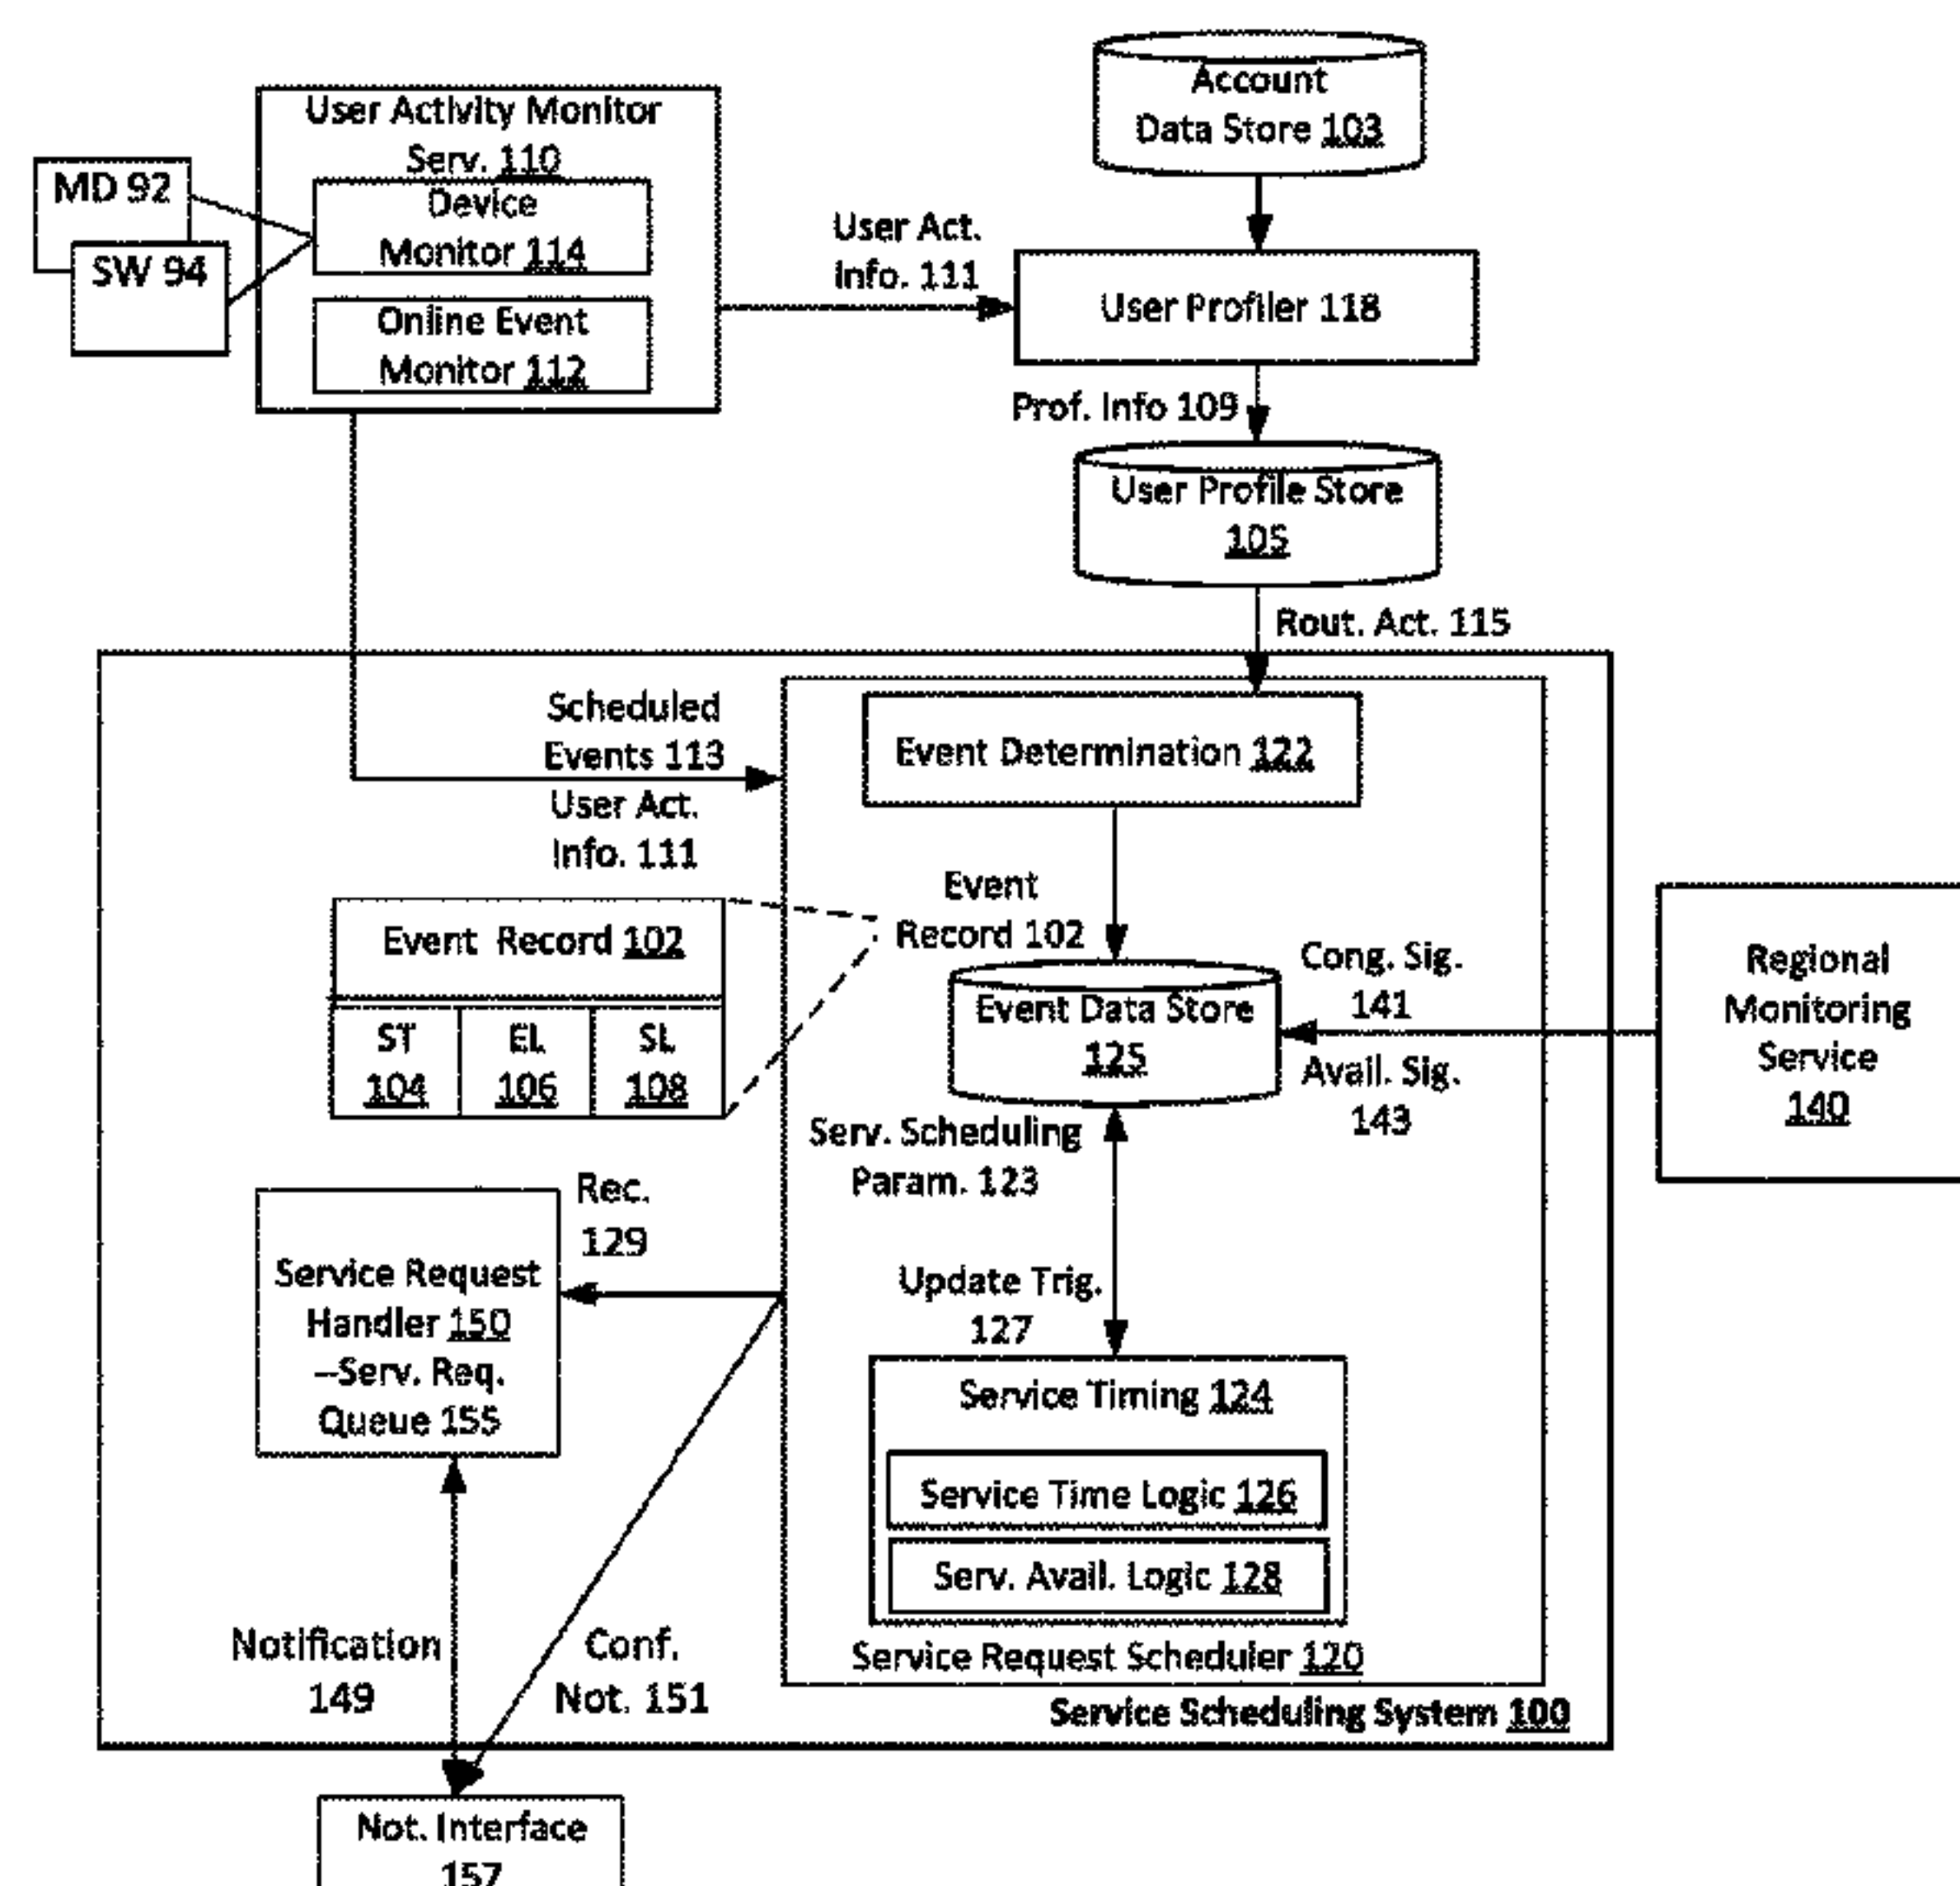 Account
Data Store 103
User Activity Monitor
Serv. 110
MD 92
SW 94
Device
Monitor 114
Online Event
Monitor 112
User Act.
Info. 111
User Profiler 118
Prof. Info 109
User Profile Store
105
Rout. Act. 115
Scheduled
Events 113
User Act.
Info. 111
Event Determination 122
Event
Record 102
Event Record 102
ST
104
EL
106
SL
108
Event Data Store
125
Cong. Sig.
141
Avail. Sig.
143
Regional
Monitoring
Service
140
Serv. Scheduling
Param. 123
Rec.
129
Service Request
Handler 150
--Serv. Req.
Queue 155
Update Trig.
127
Service Timing 124
Service Time Logic 126
Serv. Avail. Logic 128
Service Request Scheduler 120
Service Scheduling System 100
Notification
149
Conf.
Not. 151
Not. Interface
157